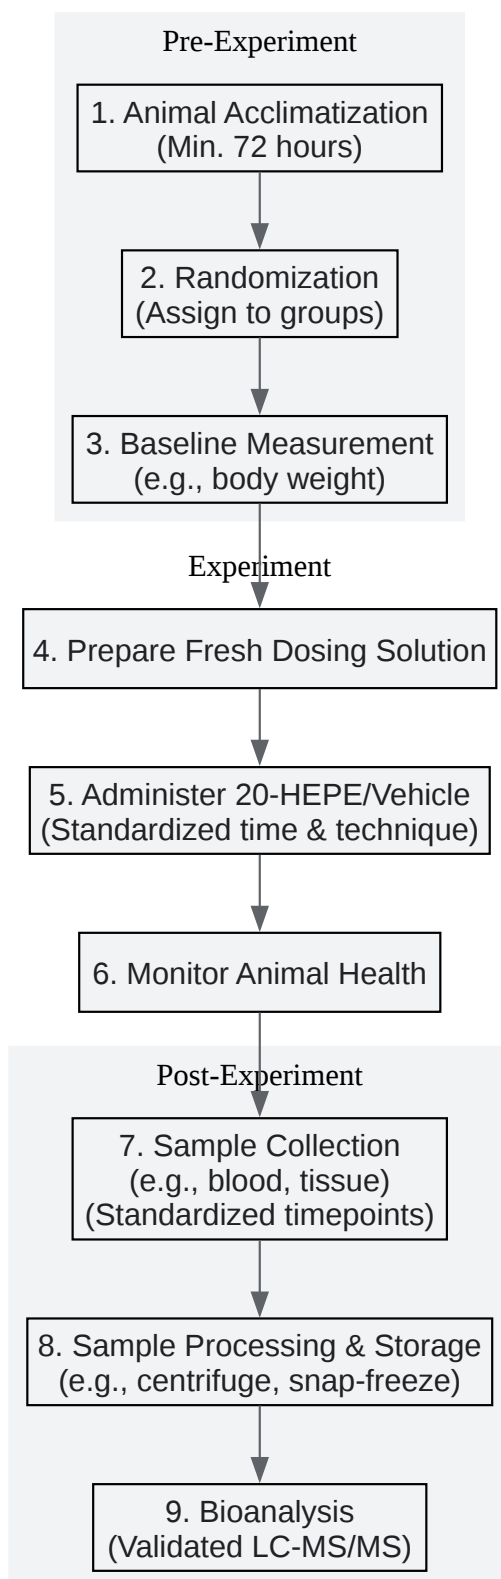 Pre-Experiment
1. Animal Acclimatization
(Min. 72 hours)
2. Randomization
(Assign to groups)
3. Baseline Measurement
(e.g., body weight)
Experiment
4. Prepare Fresh Dosing Solution
5. Administer 20-HEPE/Vehicle
(Standardized time & technique)
6. Monitor Animal Health
Post-Experiment
7. Sample Collection
(e.g., blood, tissue)
(Standardized timepoints)
8. Sample Processing & Storage
(e.g., centrifuge, snap-freeze)
9. Bioanalysis
(Validated LC-MS/MS)